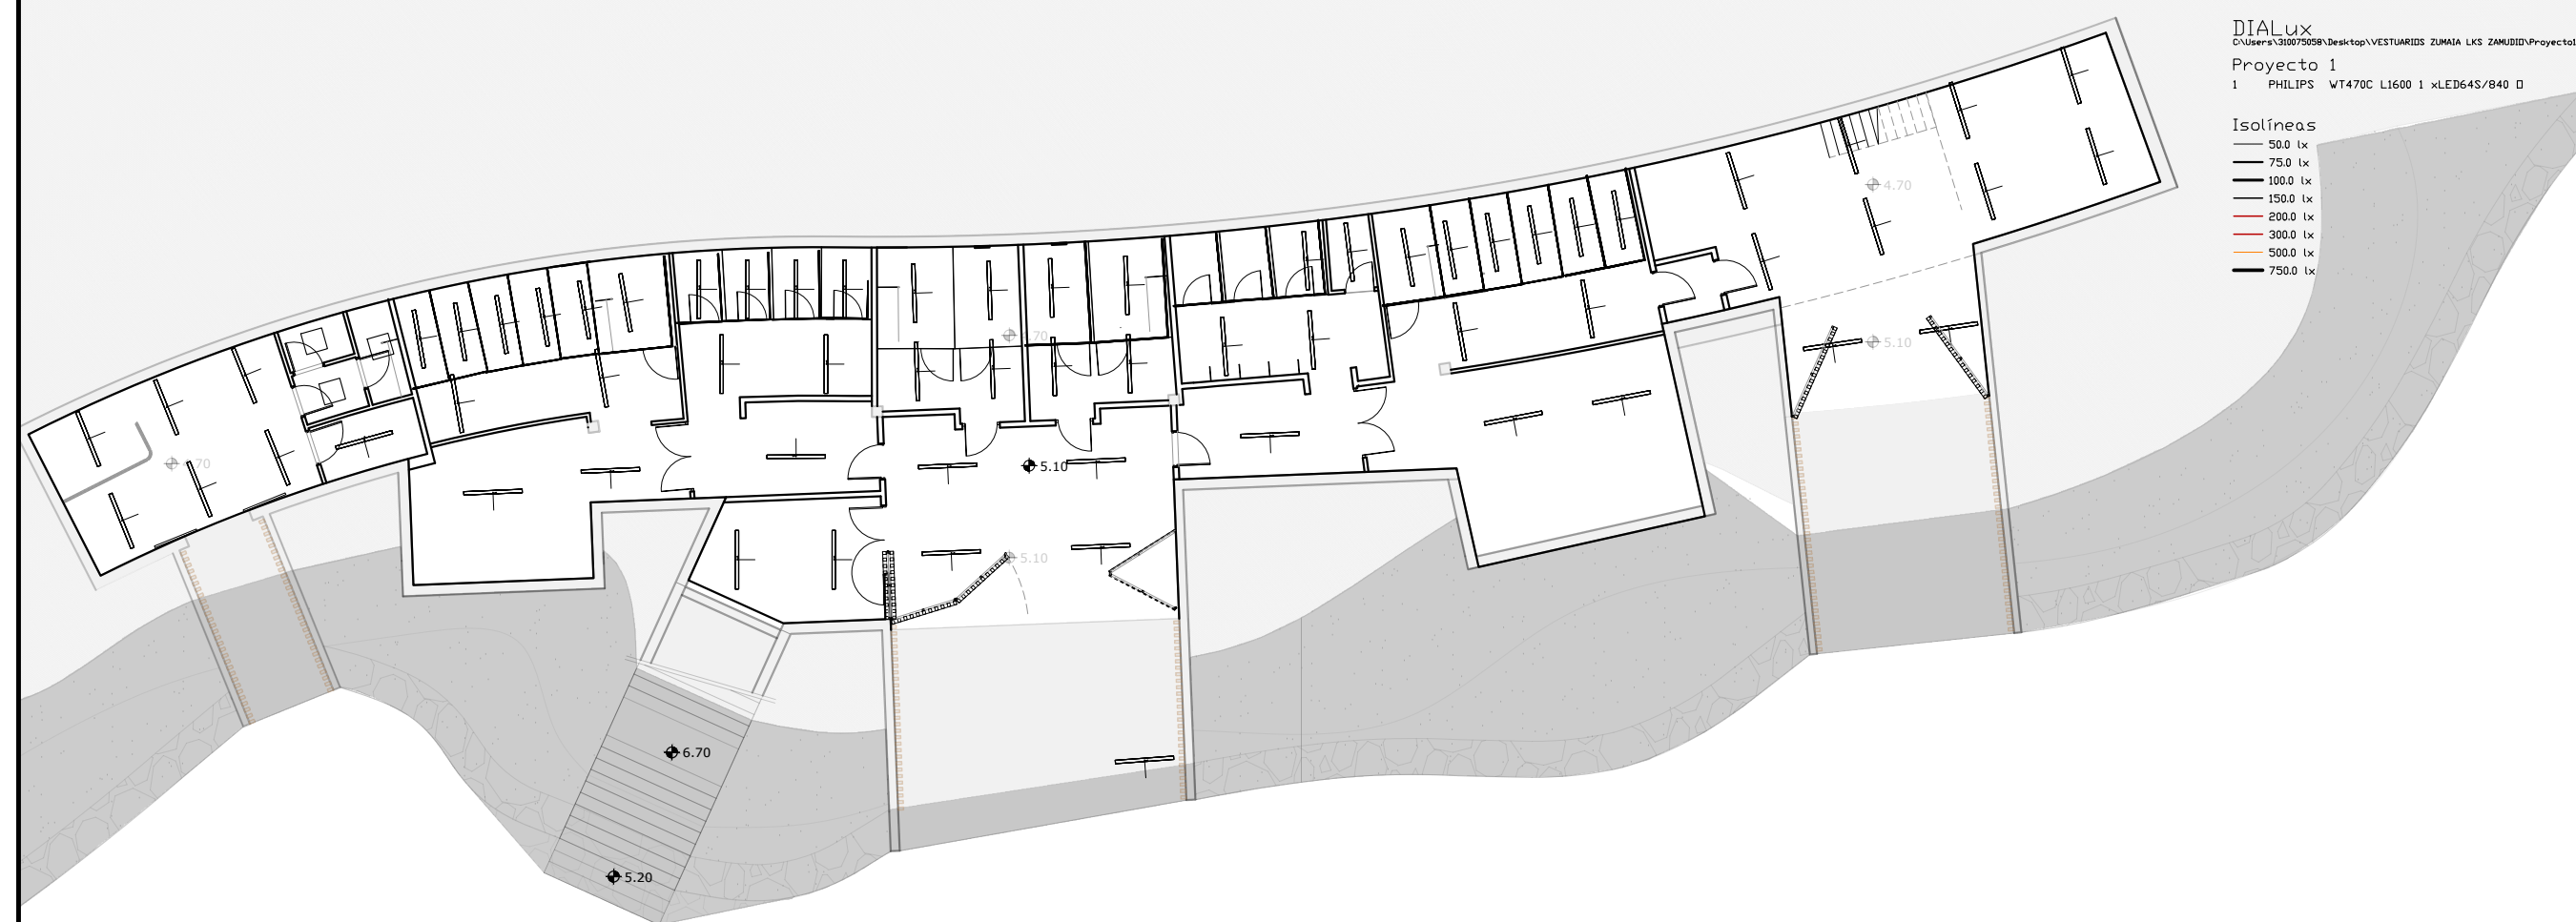 DIALux
C:\Users\310075058\Desktop\VESTUARIOS ZUMAIA LKS ZAMUDIO\Proyecto1
Proyecto 1
1 PHILIPS WT470C L1600 1 xLED64S/840 O
Isolíneas
50.0 lx
75.0 lx
100.0 lx
150.0 lx
200.0 lx
300.0 lx
500.0 lx
750.0 lx
4.70
5.10
.70
5.10
.70
5.10
6.70
5.20